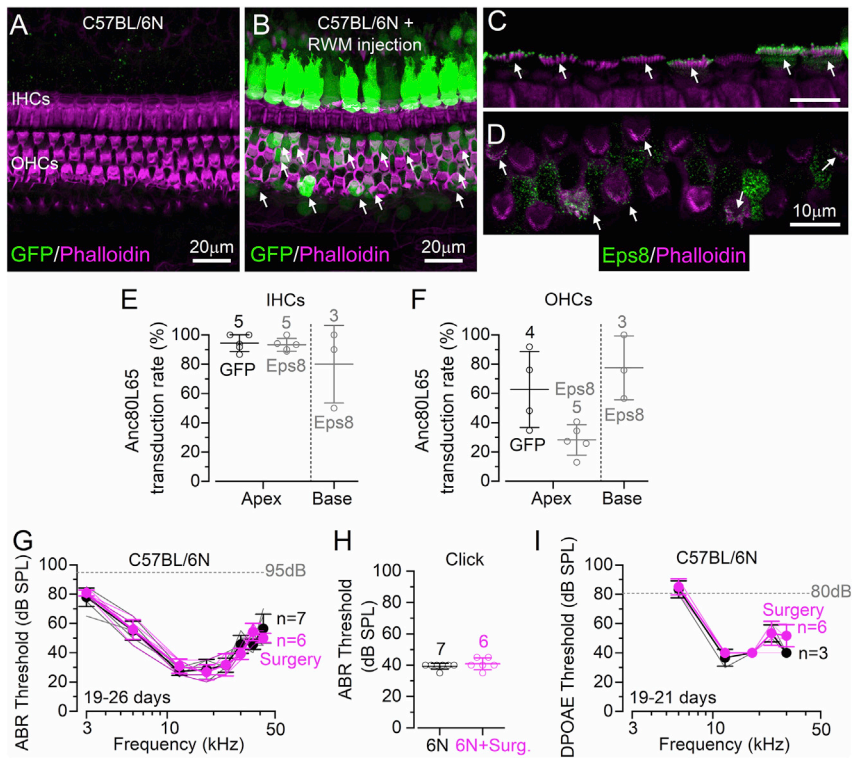 A
C57BL/6N
IHCs
OHCs
GFP/Phalloidin
20μm
B
C57BL/6N +
RWM injection
GFP/Phalloidin
20μm
C
D
10μm
Eps8/Phalloidin
E
IHCs
Anc80L65
transduction rate (%)
100
80
60
40
20
0
5
GFP
5
Eps8
3
Eps8
Apex
Base
F
OHCs
Anc80L65
transduction rate (%)
100
80
60
40
20
0
4
GFP
Eps8
5
3
Eps8
Apex
Base
G
C57BL/6N
ABR Threshold (dB SPL)
100
80
60
40
20
0
95dB
n=7
n=6
Surgery
19-26 days
3
10
50
Frequency (kHz)
H
Click
ABR Threshold
(dB SPL)
100
80
60
40
20
0
7
6
6N
6N+Surg.
I
C57BL/6N
DPOAE Threshold (dB SPL)
100
80
60
40
20
0
80dB
Surgery
n=6
n=3
19-21 days
3
10
50
Frequency (kHz)